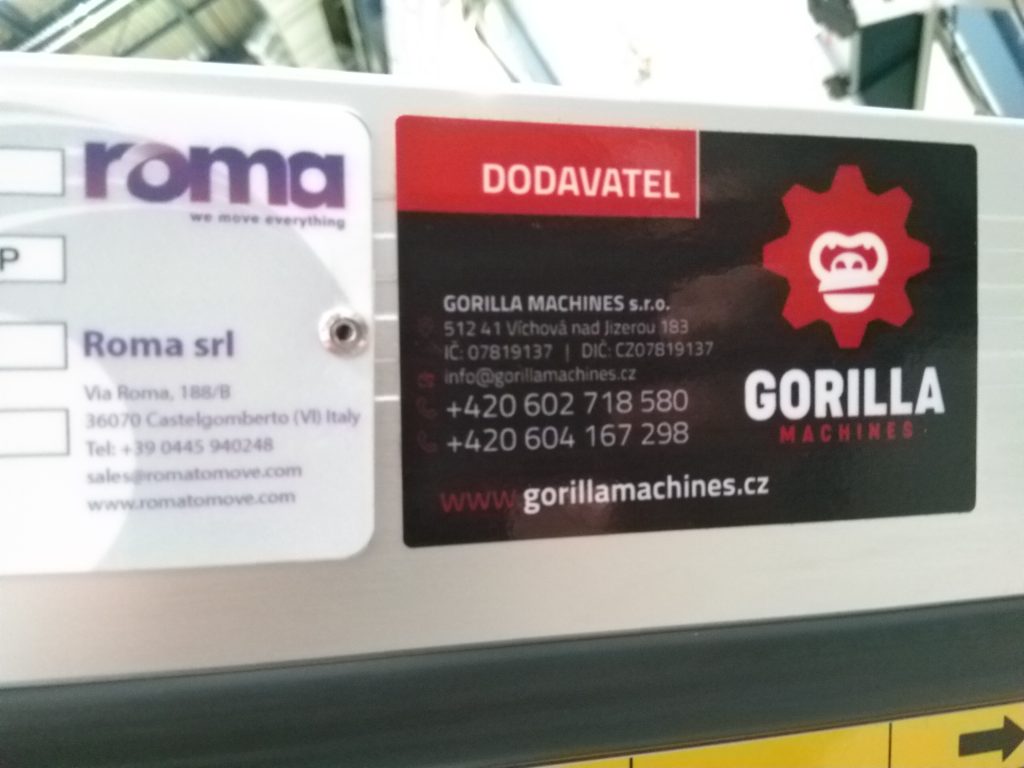 roma
we move everything
P
Roma srl
Via Roma, 188/B
36070 Castelgomberto (VI) Italy
Tel: +39 0445 940248
sales@romatomove.com
www.romatomove.com
DODAVATEL
GORILLA MACHINES s.r.o.
512 41 Víchová nad Jizerou 183
IČ: 07819137 | DIČ: CZ07819137
info@gorillamachines.cz
+420 602 718 580
+420 604 167 298
www.gorillamachines.cz
GORILLA
MACHINES